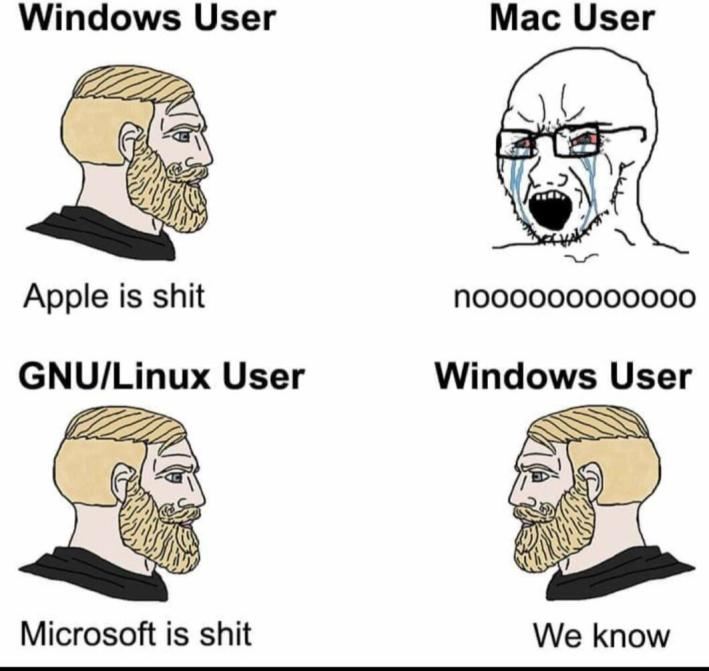 Windows User
Mac User
Apple is shit
nooooooooooooo
GNU/Linux User
Windows User
Microsoft is shit
We know